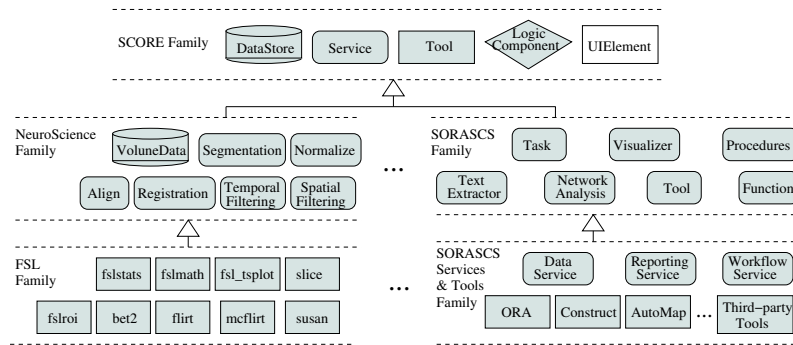 SCORE Family
DataStore
Service
Tool
Logic
Component
UIElement
NeuroScience
Family
VoluneData
Segmentation
Normalize
Align
Registration
Temporal
Filtering
Spatial
Filtering
...
SORASCS
Family
Task
Visualizer
Procedures
Text
Extractor
Network
Analysis
Tool
Function
FSL
Family
fslstats
fslmath
fsl_tsplot
slice
fslroi
bet2
flirt
mcflirt
susan
...
SORASCS
Services
& Tools
Family
Data
Service
Reporting
Service
Workflow
Service
ORA
Construct
AutoMap
...
Third-party
Tools